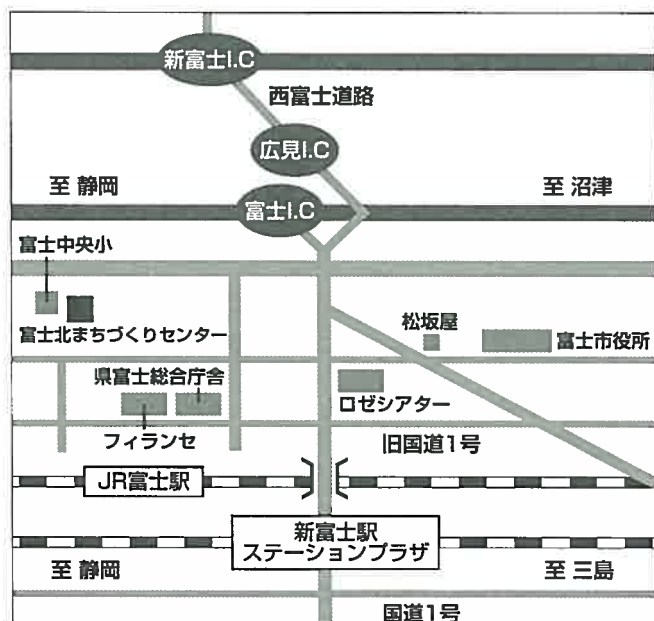 新富士I.C
西富士道路
広見I.C
至 静岡
至 沼津
富士I.C
富士中央小
松坂屋
富士北まちづくりセンター
富士市役所
県富士総合庁舎
ロゼシアター
フィランセ
旧国道1号
JR富士駅
新富士駅
ステーションプラザ
至 静岡
至 三島
国道1号